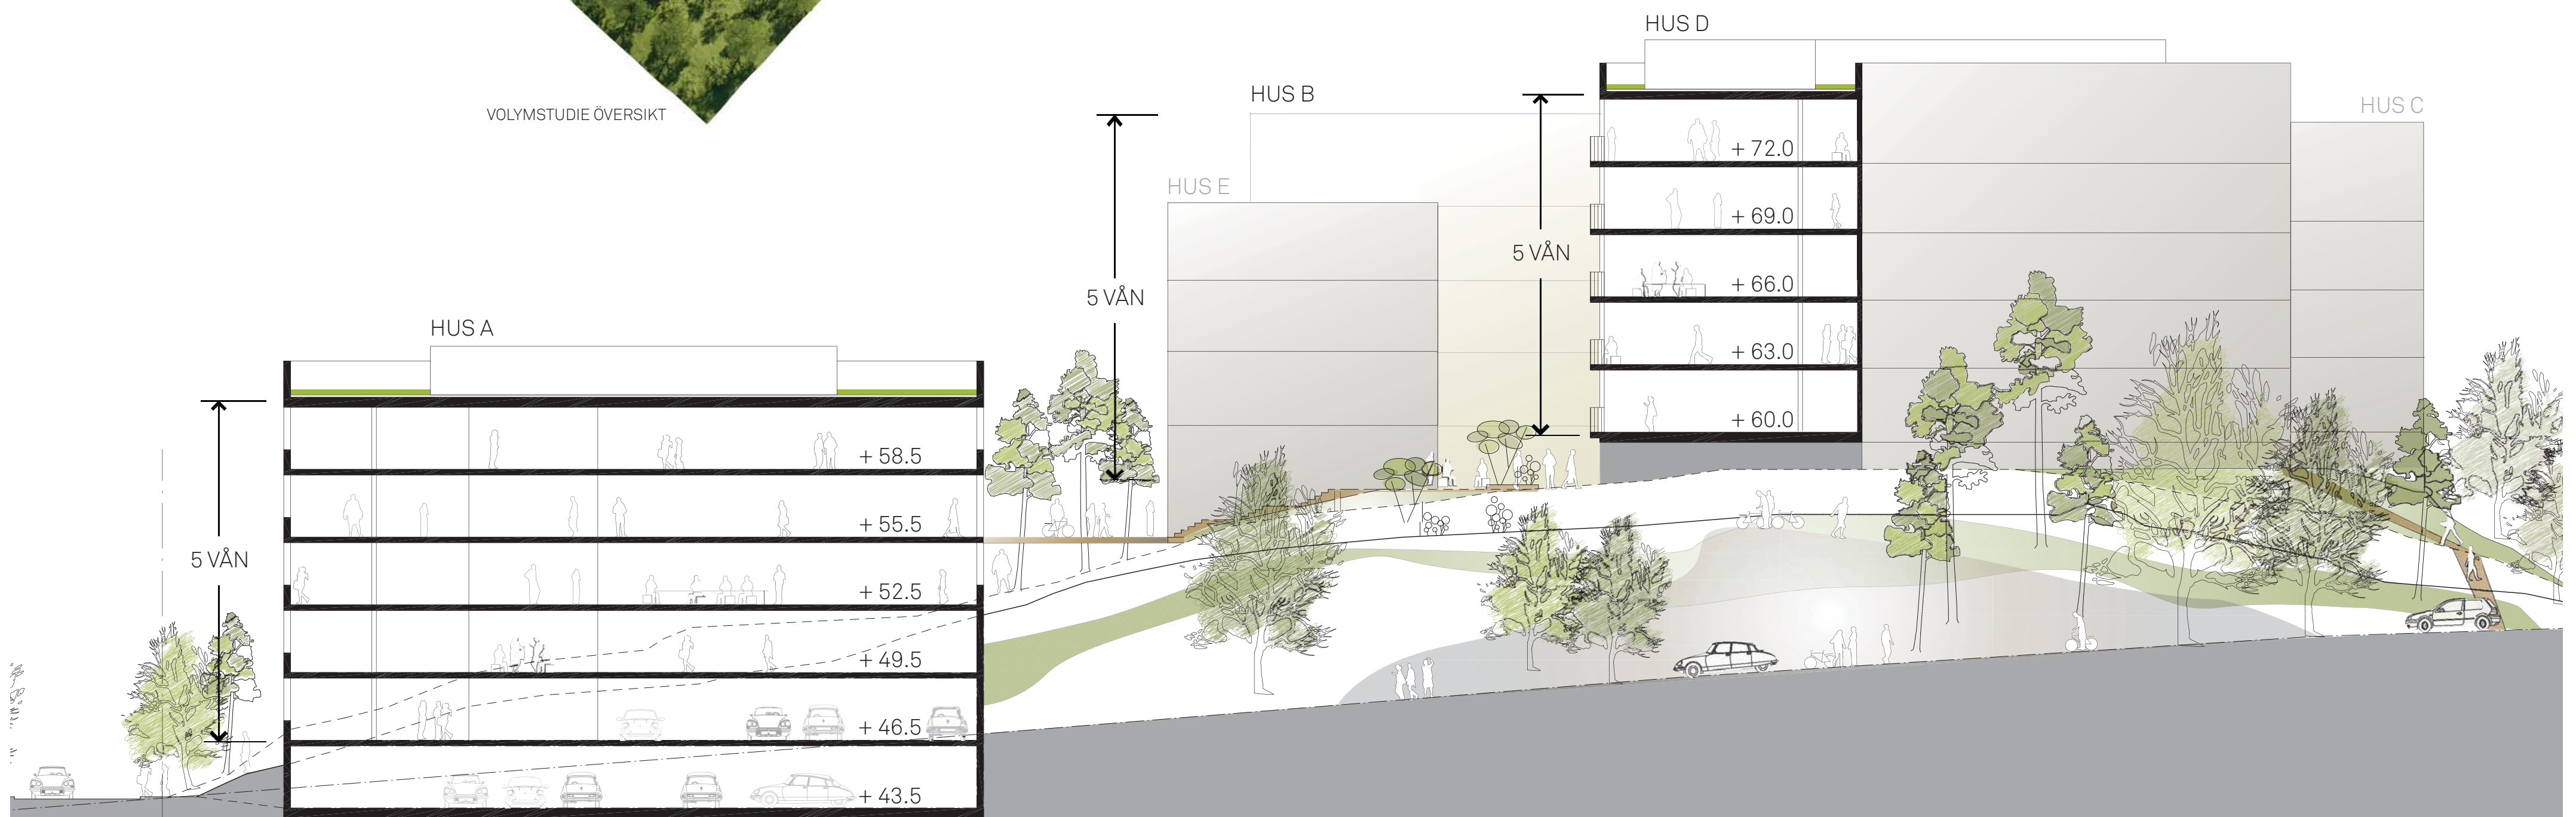 HUS D
HUS B
HUS C
VOLYMSTUDIE ÖVERSIKT
+ 72.0
HUS E
+ 69.0
5 VÅN
+ 66.0
5 VÅN
HUS A
+ 63.0
+ 60.0
+ 58.5
+ 55.5
5 VÅN
+ 52.5
+ 49.5
+ 46.5
+ 43.5